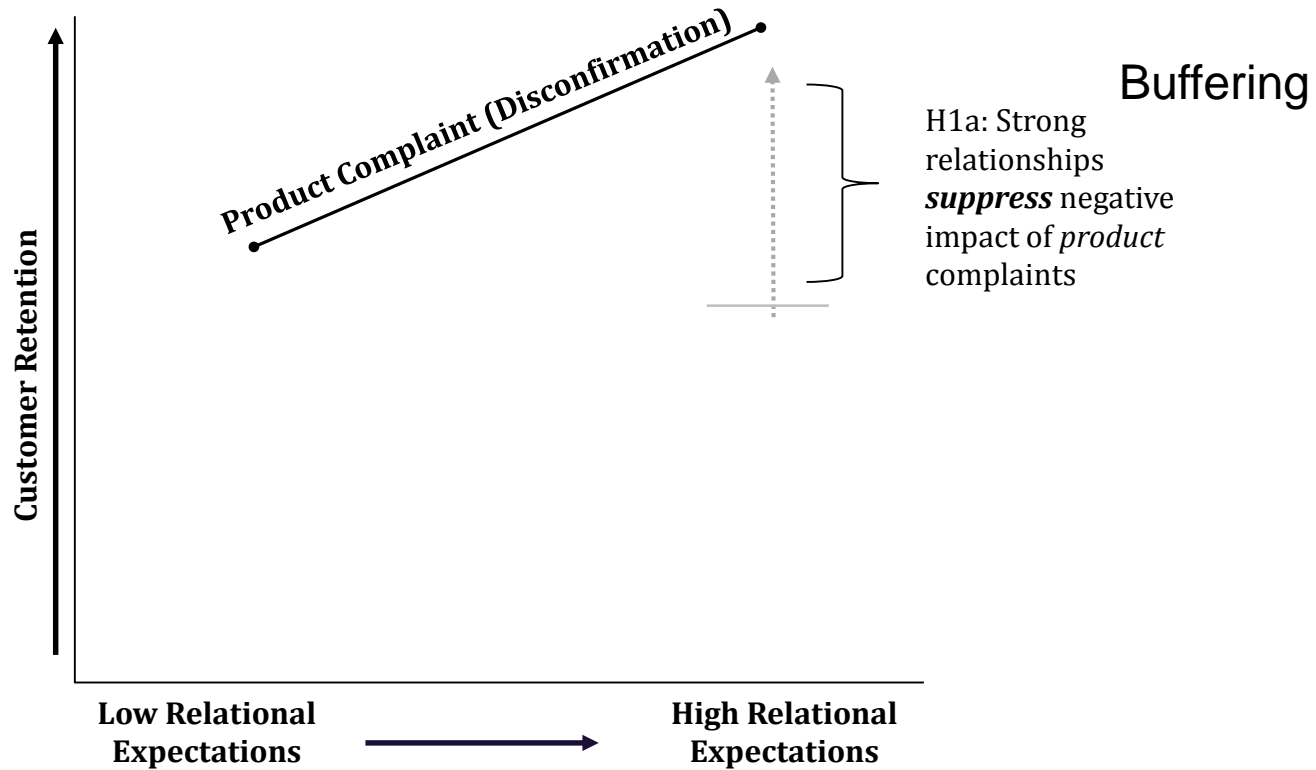 Product Complaint (Disconfirmation)
Buffering
H1a: Strong
relationships
suppress negative
impact of product
complaints
Customer Retention
Low Relational
Expectations
High Relational
Expectations